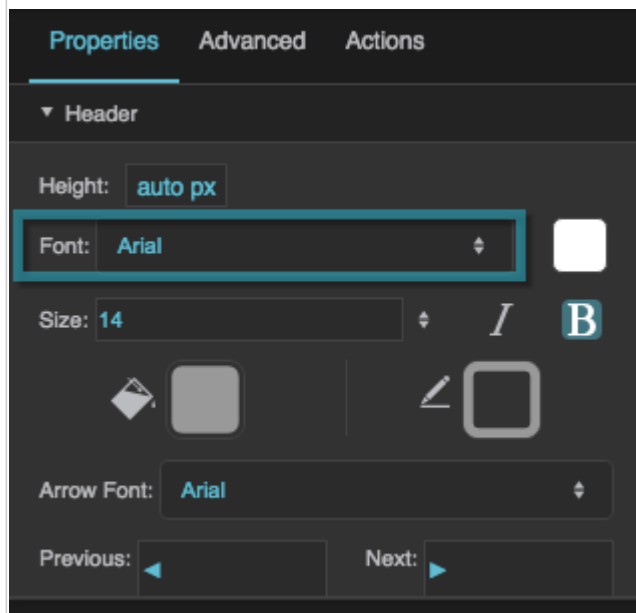 Properties Advanced Actions
▼ Header
Height: auto px
Font: Arial
Size: 14 I B
Arrow Font: Arial
Previous: ◀ Next: ▶